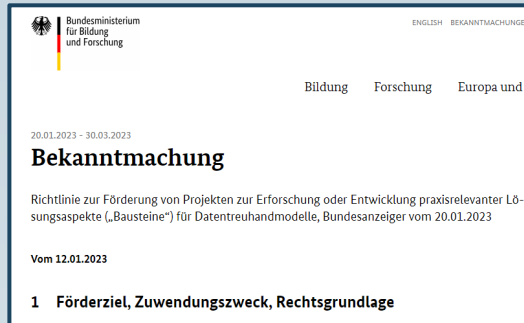 Bundesministerium
für Bildung
und Forschung
ENGLISH BEKANNTMACHUNGE
Bildung Forschung Europa und
20.01.2023 - 30.03.2023
Bekanntmachung
Richtlinie zur Förderung von Projekten zur Erforschung oder Entwicklung praxisrelevanter Lö-
sungsaspekte („Bausteine“) für Datentreuhandmodelle, Bundesanzeiger vom 20.01.2023
Vom 12.01.2023
1 Förderziel, Zuwendungszweck, Rechtsgrundlage